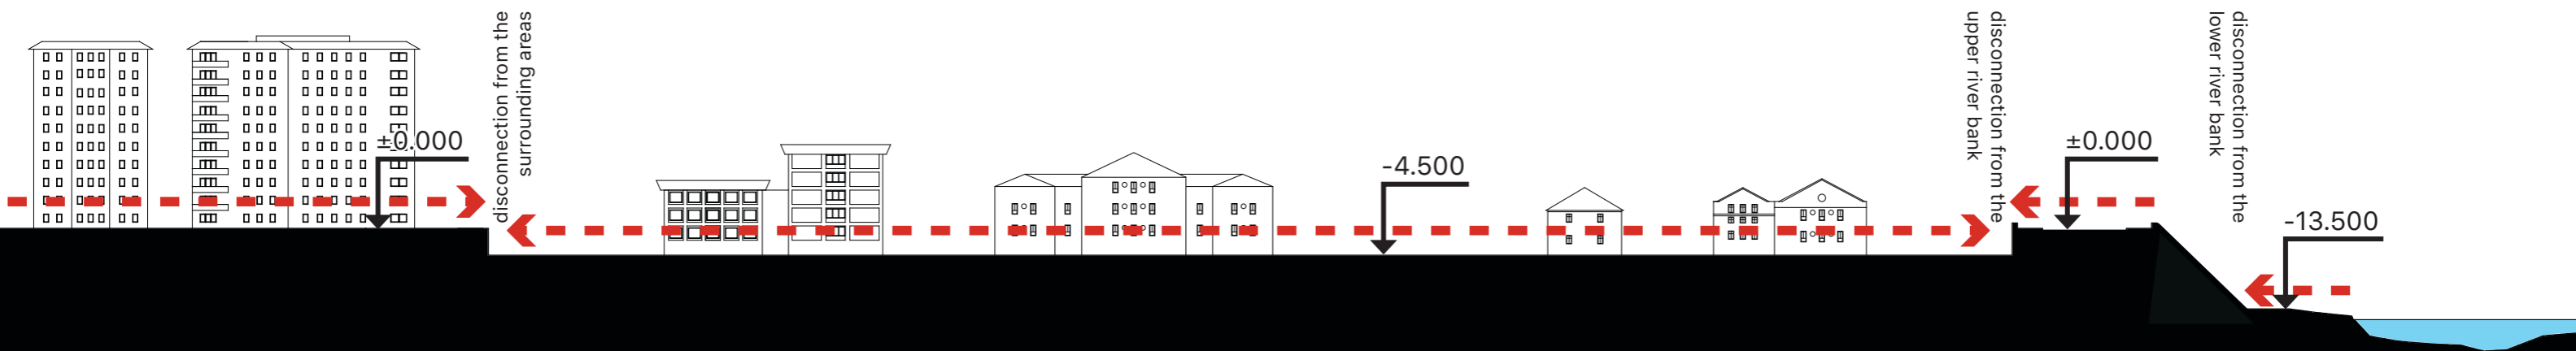 ±0.000
disconnection from the
surrounding areas
-4.500
disconnection from the
upper river bank
±0.000
disconnection from the
lower river bank
-13.500